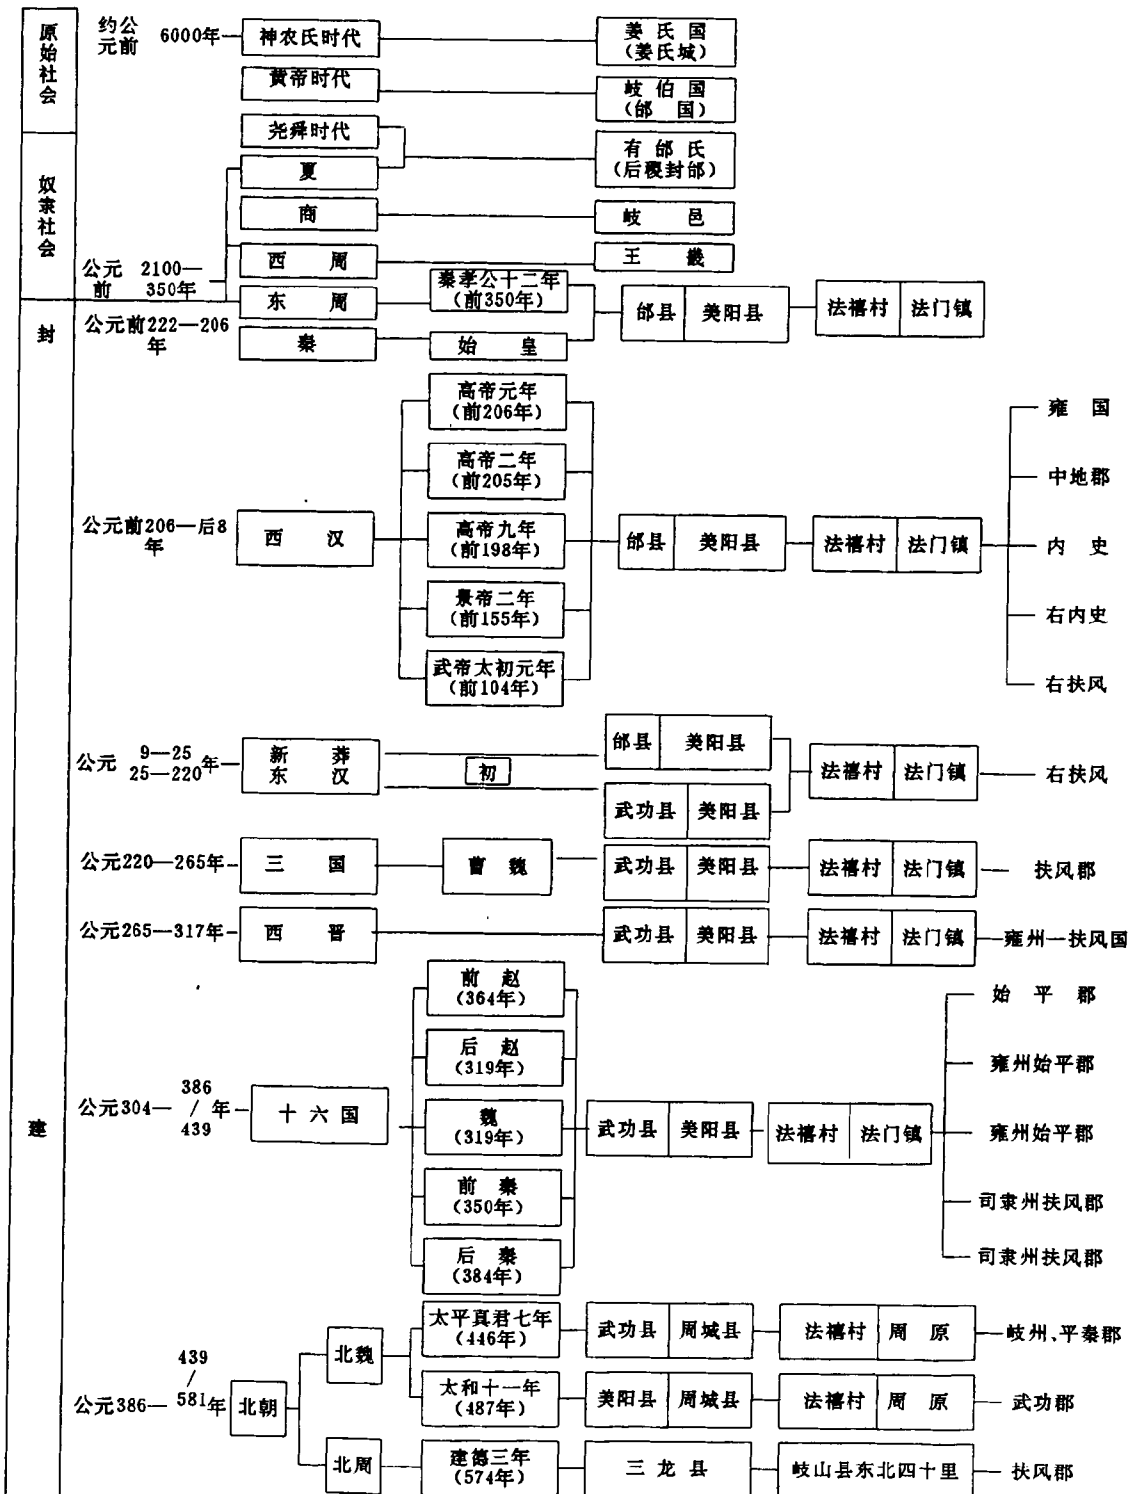 原始社会
约公元前 6000年
神农氏时代
姜氏国
(姜氏城)
黄帝时代
岐伯国
(邰国)
尧舜时代
有邰氏
(后稷封邰)
奴隶社会
夏
商
岐邑
西周
王畿
公元前 2100—350年
东周
秦孝公十二年
(前350年)
邰县 美阳县
法禧村 法门镇
封
公元前222—206年
秦
始皇
高帝元年
(前206年)
雍国
高帝二年
(前205年)
中地郡
公元前206—后8年
西汉
高帝九年
(前198年)
邰县 美阳县
法禧村 法门镇
内史
景帝二年
(前155年)
右内史
武帝太初元年
(前104年)
右扶风
公元 9—25
25—220年
新莽
东汉
初
邰县 美阳县
武功县 美阳县
法禧村 法门镇
右扶风
公元220—265年
三国
曹魏
武功县 美阳县
法禧村 法门镇
扶风郡
公元265—317年
西晋
武功县 美阳县
法禧村 法门镇
雍州—扶风国
前赵
(364年)
始平郡
后赵
(319年)
雍州始平郡
建
公元304—386/439年
十六国
魏
(319年)
武功县 美阳县
法禧村 法门镇
雍州始平郡
前秦
(350年)
司隶州扶风郡
后秦
(384年)
司隶州扶风郡
公元386—439/581年
北朝
北魏
太平真君七年
(446年)
武功县 周城县
法禧村 周原
岐州、平秦郡
太和十一年
(487年)
美阳县 周城县
法禧村 周原
武功郡
北周
建德三年
(574年)
三龙县
岐山县东北四十里
扶风郡